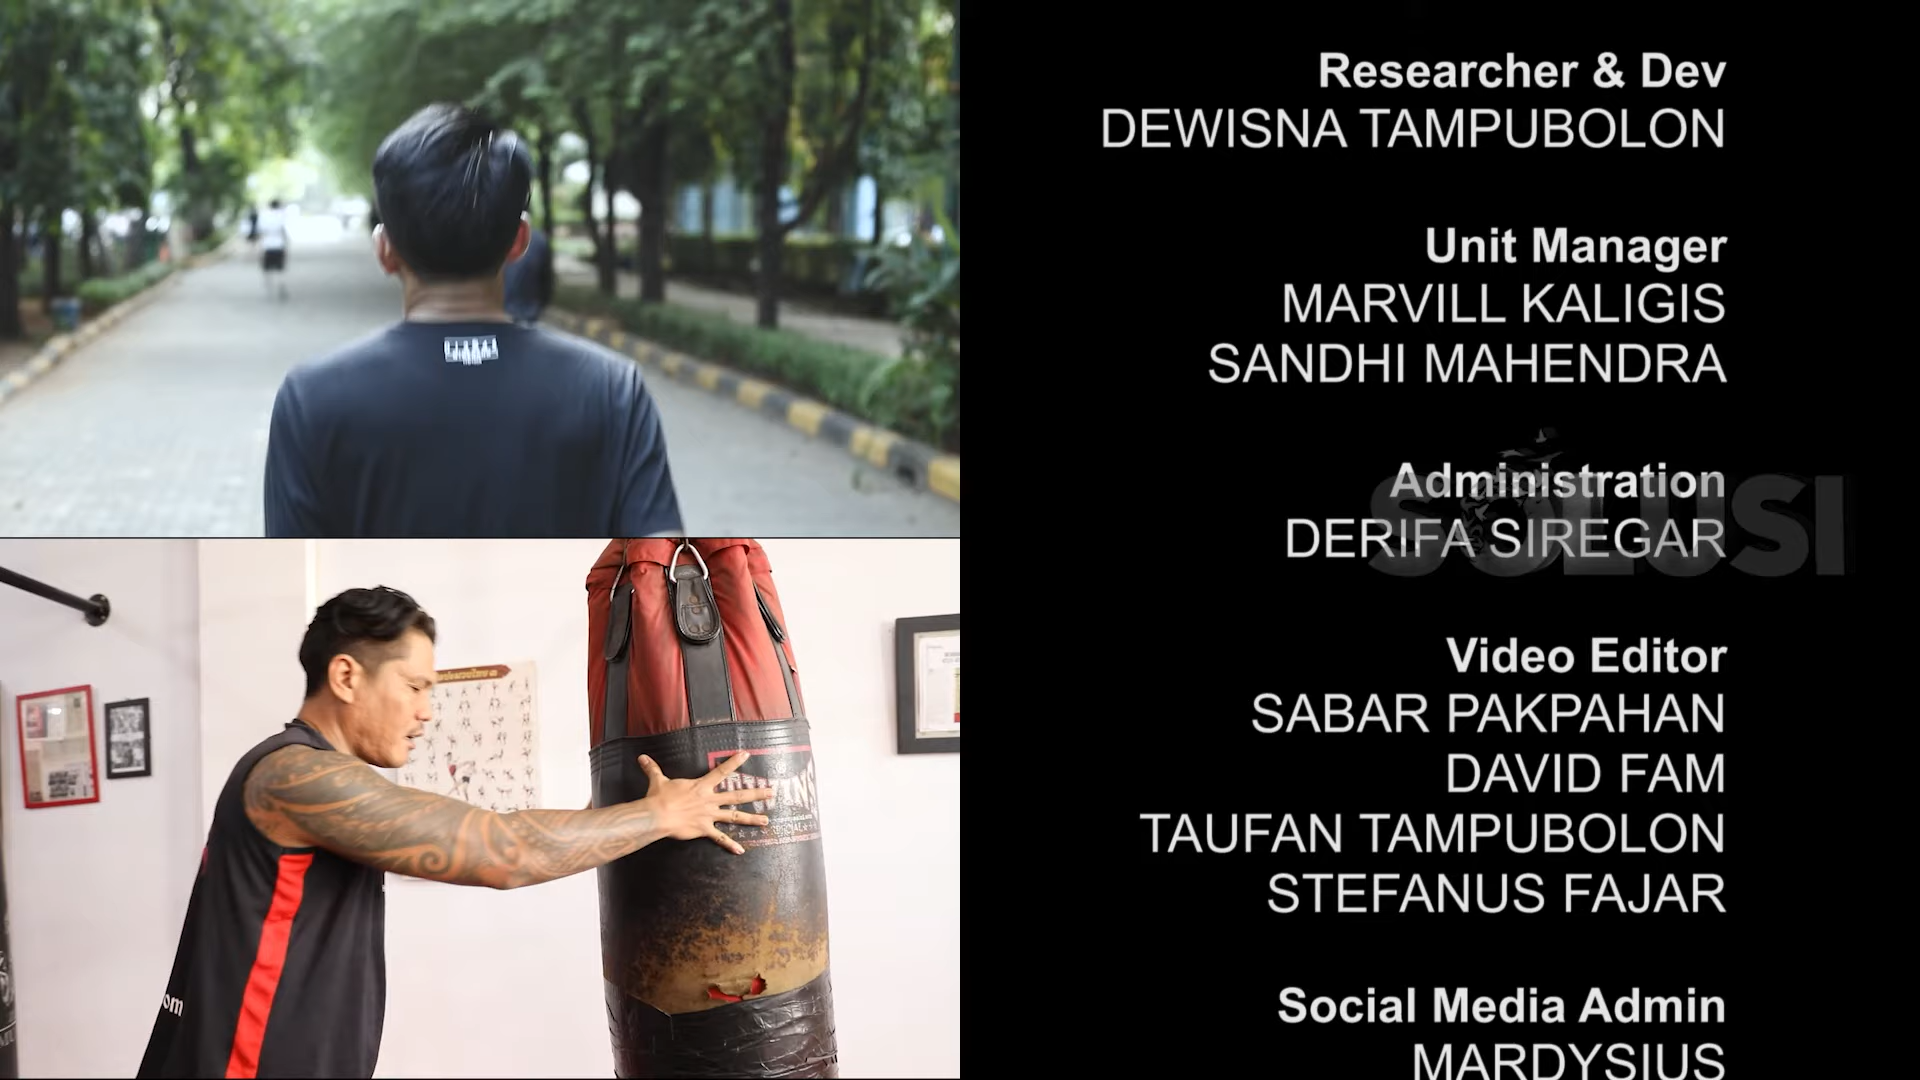 Researcher & Dev
DEWISNA TAMPUBOLON
Unit Manager
MARVILL KALIGIS
SANDHI MAHENDRA
Administration
DERIFA SIREGAR
SOLUSI
Video Editor
SABAR PAKPAHAN
DAVID FAM
TAUFAN TAMPUBOLON
STEFANUS FAJAR
Social Media Admin
MARDYSIUS